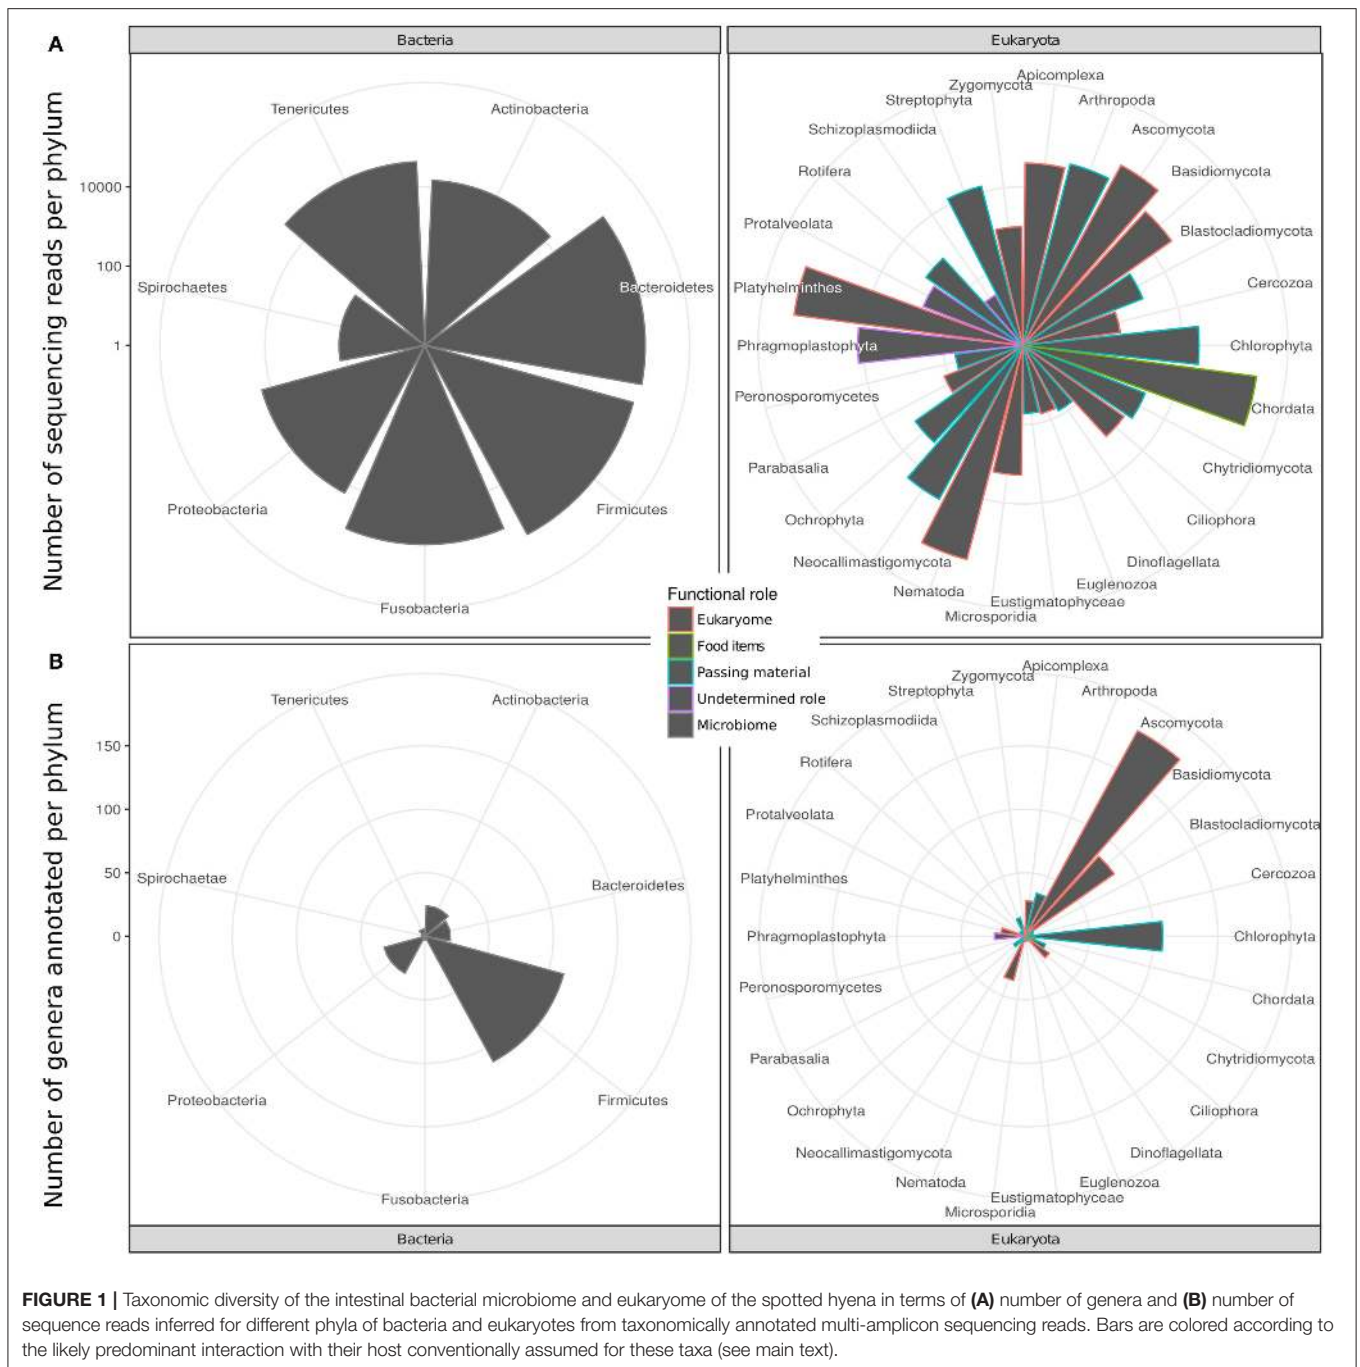 A
Bacteria
Eukaryota
Number of sequencing reads per phylum
10000
100
1
Tenericutes
Actinobacteria
Spirochaetes
Bacteroidetes
Proteobacteria
Firmicutes
Fusobacteria
Apicomplexa
Zygomycota
Arthropoda
Streptophyta
Ascomycota
Schizoplasmodiida
Basidiomycota
Rotifera
Blastocladiomycota
Protalveolata
Cercozoa
Platyhelminthes
Chlorophyta
Phragmoplastophyta
Chordata
Peronosporomycetes
Chytridiomycota
Parabasalia
Ciliophora
Ochrophyta
Dinoflagellata
Neocallimastigomycota
Euglenozoa
Nematoda
Eustigmatophyceae
Microsporidia
Functional role
Eukaryome
Food items
Passing material
Undetermined role
Microbiome
B
Number of genera annotated per phylum
150
100
50
0
Tenericutes
Actinobacteria
Spirochaetae
Bacteroidetes
Proteobacteria
Firmicutes
Fusobacteria
Apicomplexa
Zygomycota
Arthropoda
Streptophyta
Ascomycota
Schizoplasmodiida
Basidiomycota
Rotifera
Blastocladiomycota
Protalveolata
Cercozoa
Platyhelminthes
Chlorophyta
Phragmoplastophyta
Chordata
Peronosporomycetes
Chytridiomycota
Parabasalia
Ciliophora
Ochrophyta
Dinoflagellata
Neocallimastigomycota
Euglenozoa
Nematoda
Eustigmatophyceae
Microsporidia
Bacteria
Eukaryota
FIGURE 1 | Taxonomic diversity of the intestinal bacterial microbiome and eukaryome of the spotted hyena in terms of (A) number of genera and (B) number of
sequence reads inferred for different phyla of bacteria and eukaryotes from taxonomically annotated multi-amplicon sequencing reads. Bars are colored according to
the likely predominant interaction with their host conventionally assumed for these taxa (see main text).